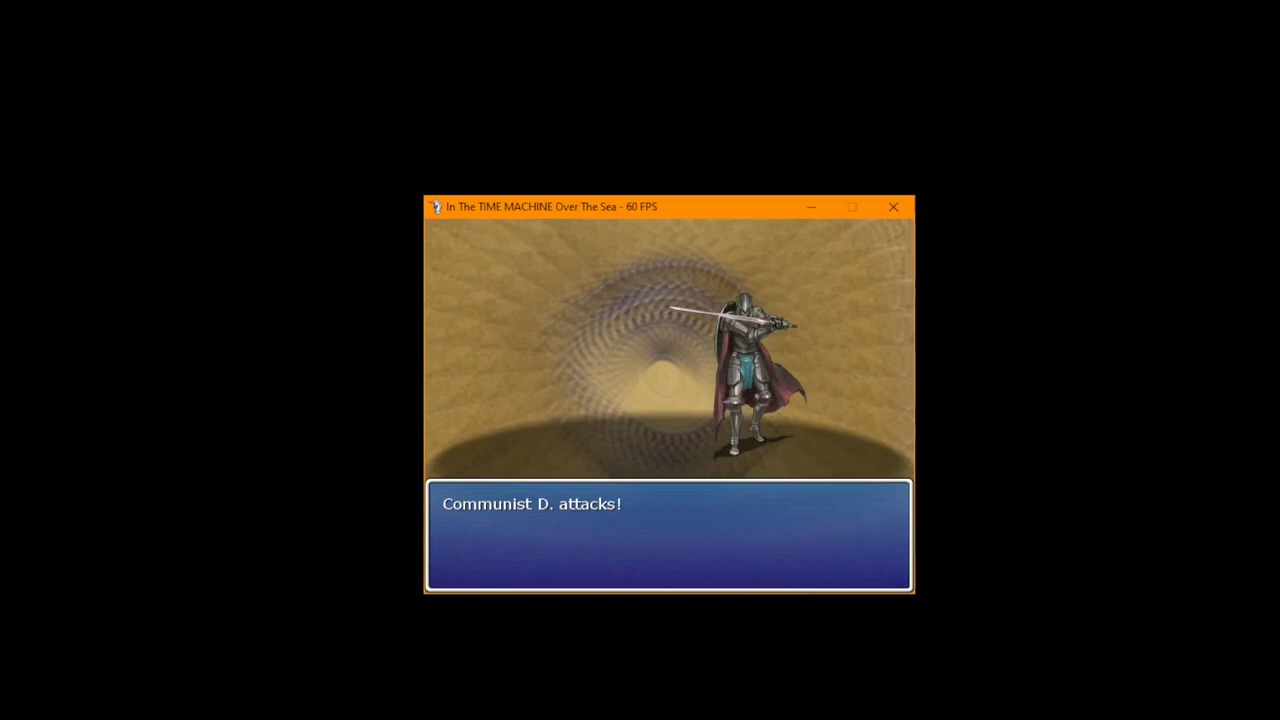 In The TIME MACHINE Over The Sea - 60 FPS
Communist D. attacks!